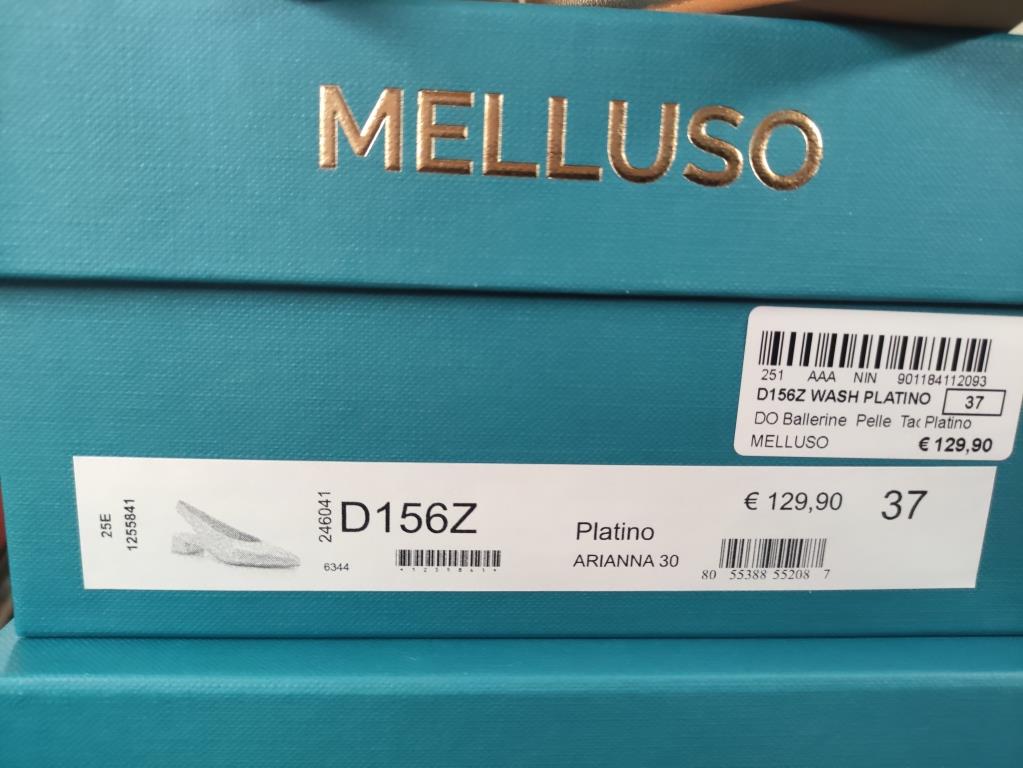 MELLUSO
251 AAA NIN 901184112093
D156Z WASH PLATINO 37
DO Ballerine Pelle Tac Platino
MELLUSO € 129,90
25E
1255841
246041
6344
D156Z
Platino
ARIANNA 30
€ 129,90
37
80 55388 55208 7